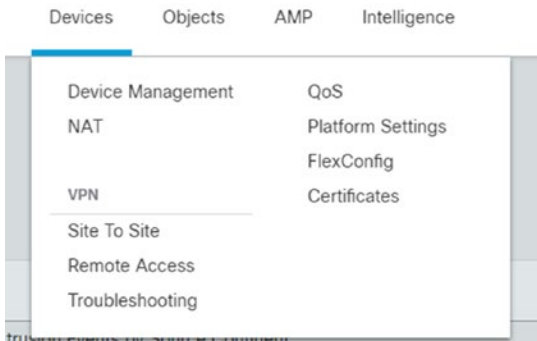 Devices Objects AMP Intelligence
Device Management
NAT
VPN
Site To Site
Remote Access
Troubleshooting
QoS
Platform Settings
FlexConfig
Certificates